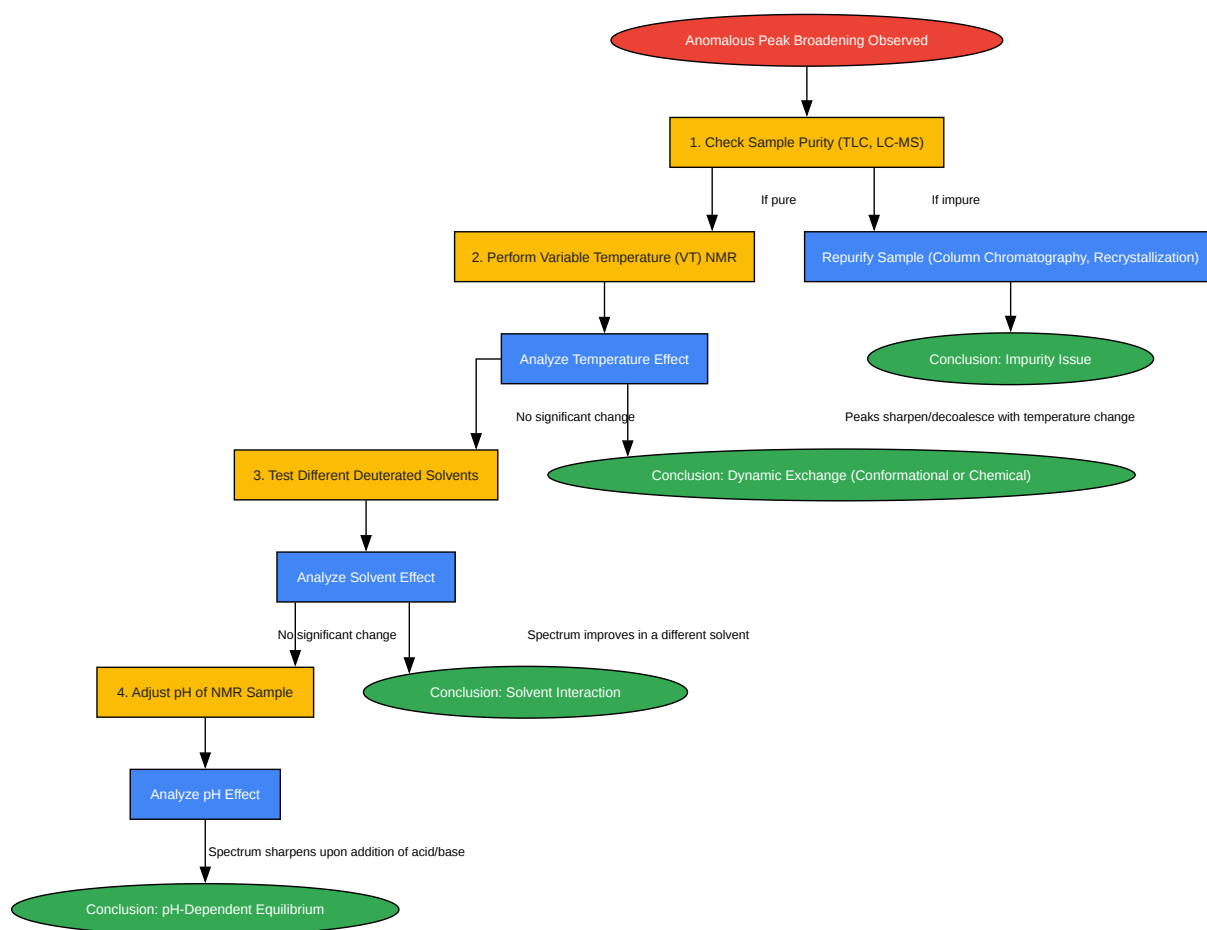 Anomalous Peak Broadening Observed
1. Check Sample Purity (TLC, LC-MS)
If pure
If impure
2. Perform Variable Temperature (VT) NMR
Repurify Sample (Column Chromatography, Recrystallization)
Analyze Temperature Effect
Conclusion: Impurity Issue
No significant change
Peaks sharpen/decoalesce with temperature change
3. Test Different Deuterated Solvents
Conclusion: Dynamic Exchange (Conformational or Chemical)
Analyze Solvent Effect
No significant change
Spectrum improves in a different solvent
4. Adjust pH of NMR Sample
Conclusion: Solvent Interaction
Analyze pH Effect
Spectrum sharpens upon addition of acid/base
Conclusion: pH-Dependent Equilibrium